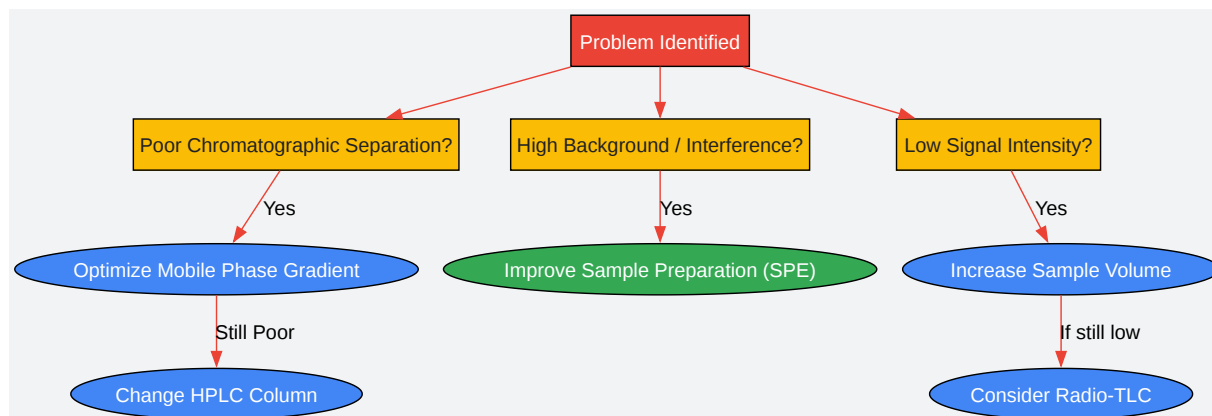 Problem Identified
Poor Chromatographic Separation?
High Background / Interference?
Low Signal Intensity?
Yes
Yes
Yes
Optimize Mobile Phase Gradient
Improve Sample Preparation (SPE)
Increase Sample Volume
Still Poor
If still low
Change HPLC Column
Consider Radio-TLC